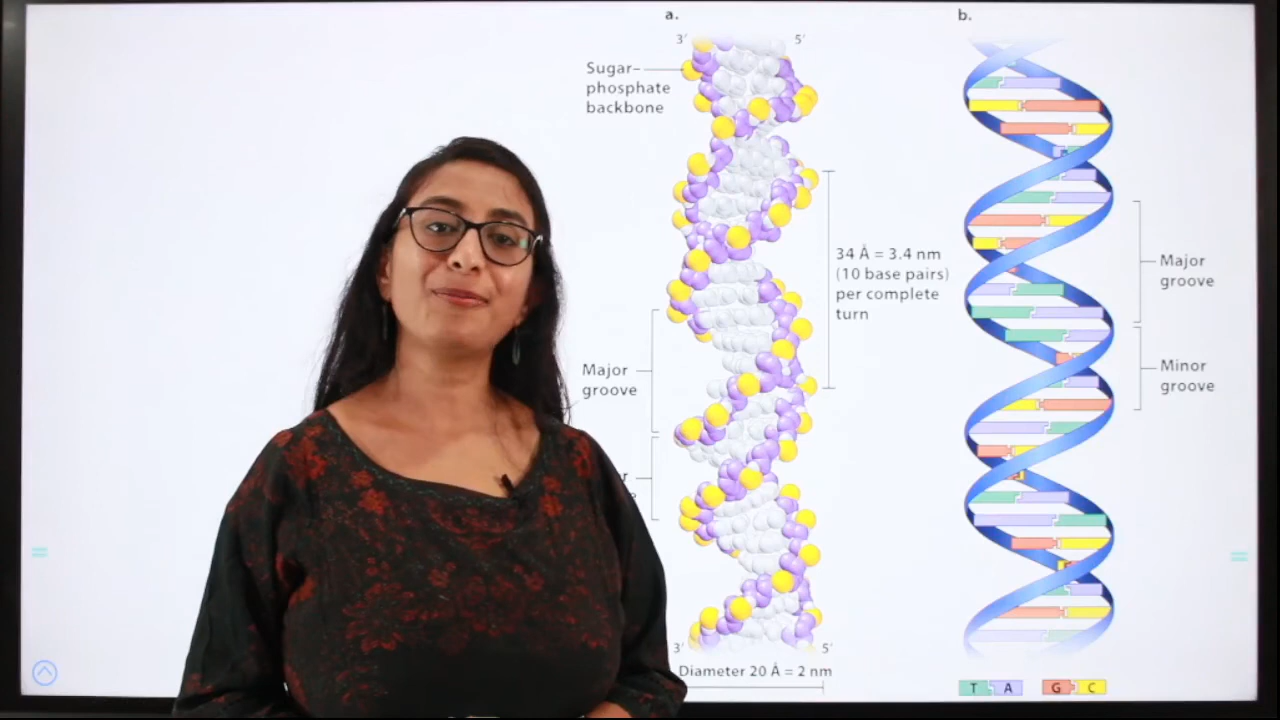 a.
3′ 5′
Sugar–
phosphate
backbone
34 Å = 3.4 nm
(10 base pairs)
per complete
turn
Major
groove
3′ 5′
Diameter 20 Å = 2 nm
b.
Major
groove
Minor
groove
T A G C